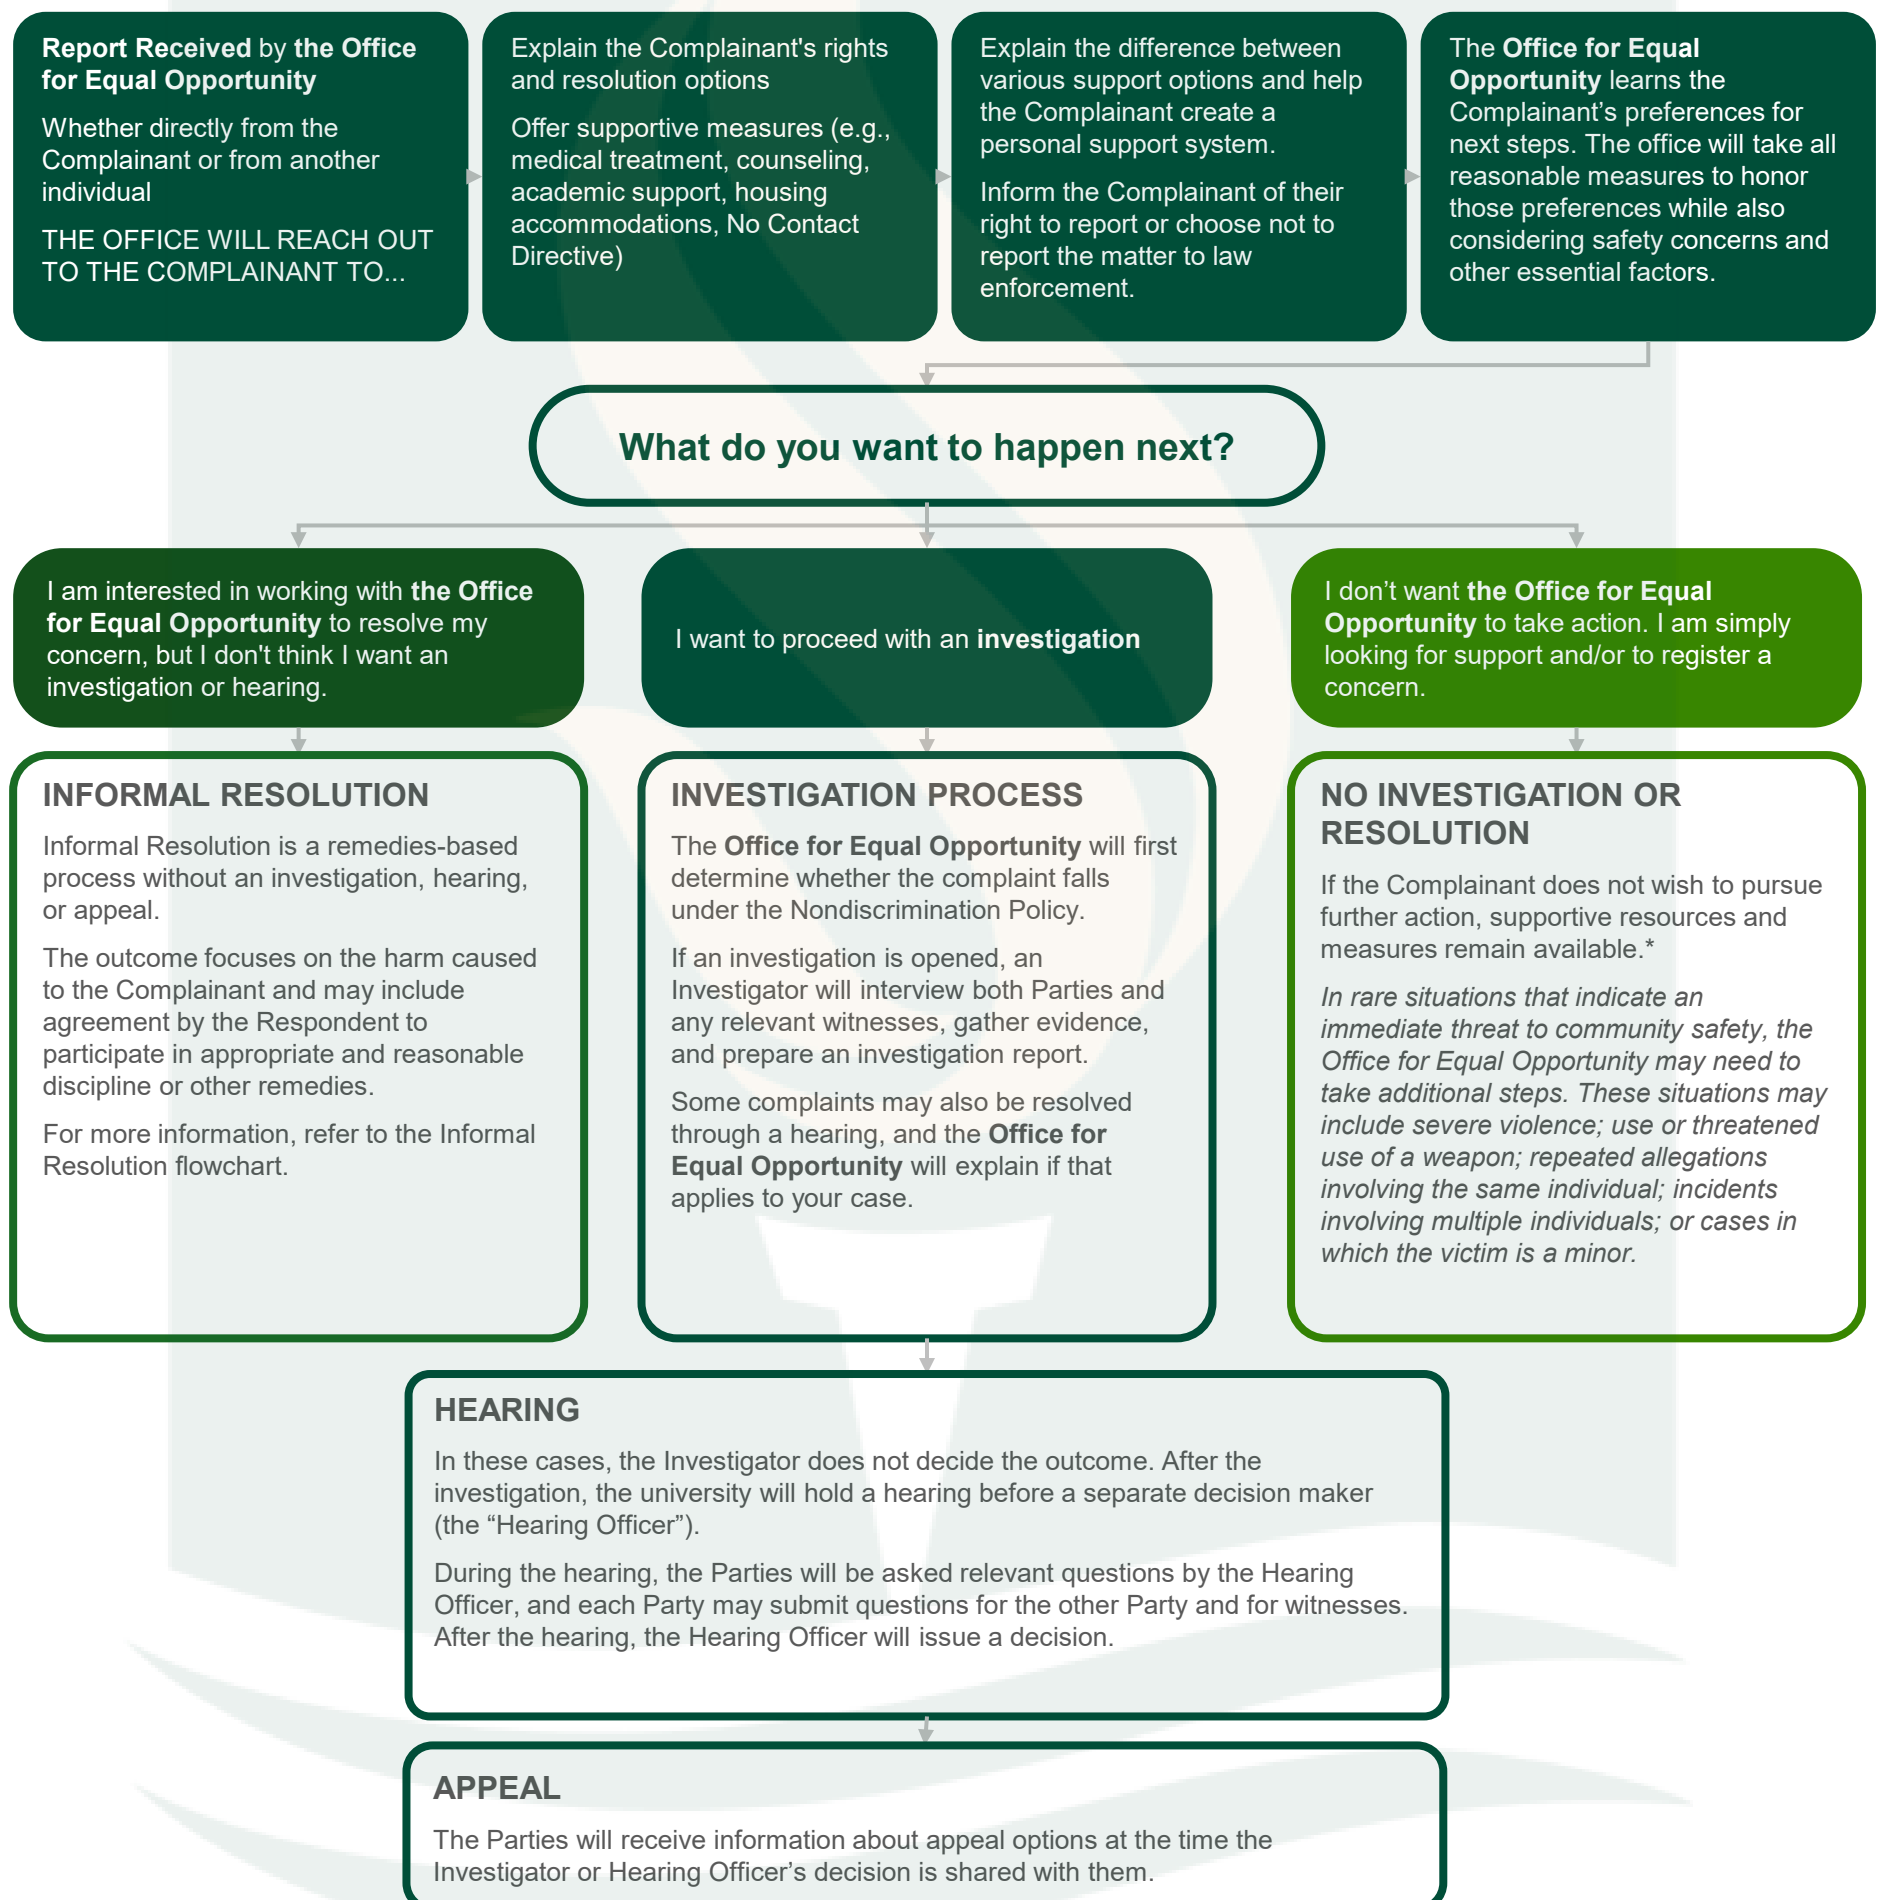 Report Received by the Office
for Equal Opportunity
Whether directly from the
Complainant or from another
individual
THE OFFICE WILL REACH OUT
TO THE COMPLAINANT TO...
Explain the Complainant's rights
and resolution options
Offer supportive measures (e.g.,
medical treatment, counseling,
academic support, housing
accommodations, No Contact
Directive)
Explain the difference between
various support options and help
the Complainant create a
personal support system.
Inform the Complainant of their
right to report or choose not to
report the matter to law
enforcement.
The Office for Equal
Opportunity learns the
Complainant’s preferences for
next steps. The office will take all
reasonable measures to honor
those preferences while also
considering safety concerns and
other essential factors.
What do you want to happen next?
I am interested in working with the Office
for Equal Opportunity to resolve my
concern, but I don't think I want an
investigation or hearing.
I want to proceed with an investigation
I don’t want the Office for Equal
Opportunity to take action. I am simply
looking for support and/or to register a
concern.
INFORMAL RESOLUTION
Informal Resolution is a remedies-based
process without an investigation, hearing,
or appeal.
The outcome focuses on the harm caused
to the Complainant and may include
agreement by the Respondent to
participate in appropriate and reasonable
discipline or other remedies.
For more information, refer to the Informal
Resolution flowchart.
INVESTIGATION PROCESS
The Office for Equal Opportunity will first
determine whether the complaint falls
under the Nondiscrimination Policy.
If an investigation is opened, an
Investigator will interview both Parties and
any relevant witnesses, gather evidence,
and prepare an investigation report.
Some complaints may also be resolved
through a hearing, and the Office for
Equal Opportunity will explain if that
applies to your case.
NO INVESTIGATION OR
RESOLUTION
If the Complainant does not wish to pursue
further action, supportive resources and
measures remain available.*
In rare situations that indicate an
immediate threat to community safety, the
Office for Equal Opportunity may need to
take additional steps. These situations may
include severe violence; use or threatened
use of a weapon; repeated allegations
involving the same individual; incidents
involving multiple individuals; or cases in
which the victim is a minor.
HEARING
In these cases, the Investigator does not decide the outcome. After the
investigation, the university will hold a hearing before a separate decision maker
(the “Hearing Officer”).
During the hearing, the Parties will be asked relevant questions by the Hearing
Officer, and each Party may submit questions for the other Party and for witnesses.
After the hearing, the Hearing Officer will issue a decision.
APPEAL
The Parties will receive information about appeal options at the time the
Investigator or Hearing Officer’s decision is shared with them.